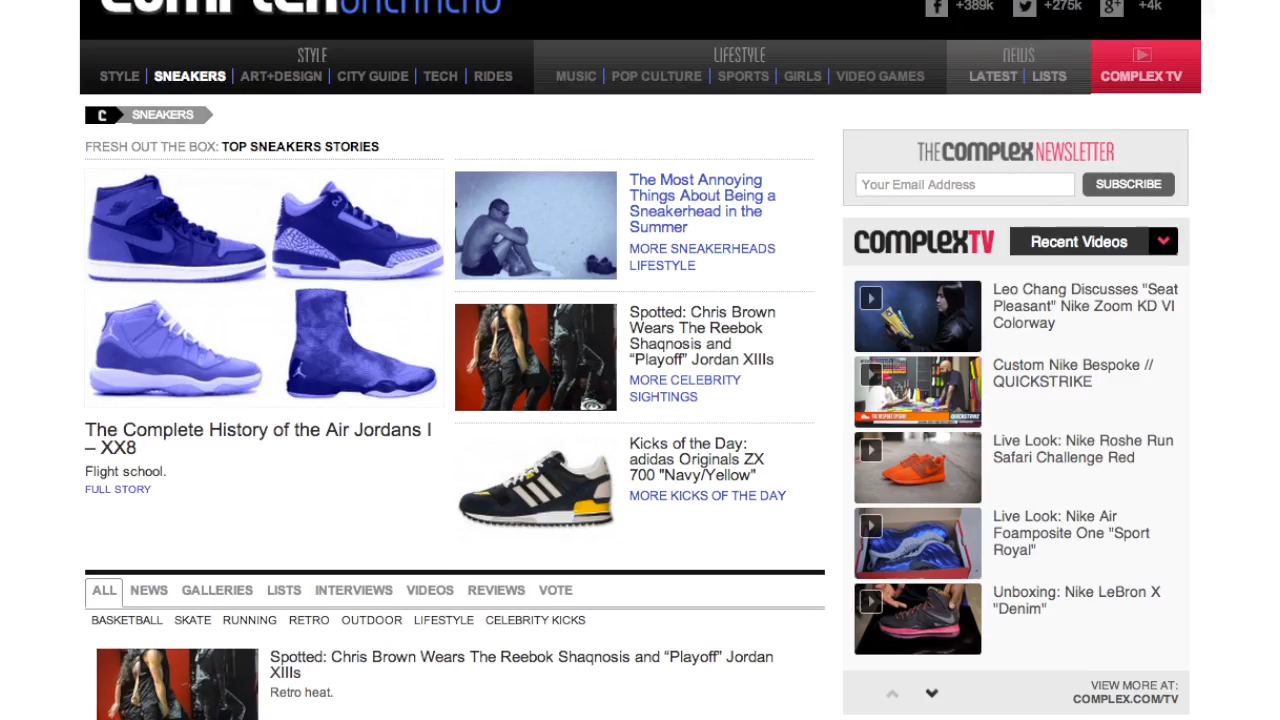 COMPLEX SNEAKERS
+389k +275k +4k
STYLE LIFESTYLE NEWS
STYLE SNEAKERS ART+DESIGN CITY GUIDE TECH RIDES MUSIC POP CULTURE SPORTS GIRLS VIDEO GAMES LATEST LISTS COMPLEX TV
C SNEAKERS
FRESH OUT THE BOX: TOP SNEAKERS STORIES
The Complete History of the Air Jordans I
– XX8
Flight school.
FULL STORY
The Most Annoying
Things About Being a
Sneakerhead in the
Summer
MORE SNEAKERHEADS
LIFESTYLE
Spotted: Chris Brown
Wears The Reebok
Shaqnosis and
“Playoff” Jordan XIIIs
MORE CELEBRITY
SIGHTINGS
Kicks of the Day:
adidas Originals ZX
700 "Navy/Yellow"
MORE KICKS OF THE DAY
THE COMPLEX NEWSLETTER
Your Email Address SUBSCRIBE
COMPLEX TV Recent Videos
Leo Chang Discusses "Seat
Pleasant" Nike Zoom KD VI
Colorway
Custom Nike Bespoke //
QUICKSTRIKE
Live Look: Nike Roshe Run
Safari Challenge Red
Live Look: Nike Air
Foamposite One "Sport
Royal"
Unboxing: Nike LeBron X
"Denim"
VIEW MORE AT:
COMPLEX.COM/TV
ALL NEWS GALLERIES LISTS INTERVIEWS VIDEOS REVIEWS VOTE
BASKETBALL SKATE RUNNING RETRO OUTDOOR LIFESTYLE CELEBRITY KICKS
Spotted: Chris Brown Wears The Reebok Shaqnosis and “Playoff” Jordan
XIIIs
Retro heat.